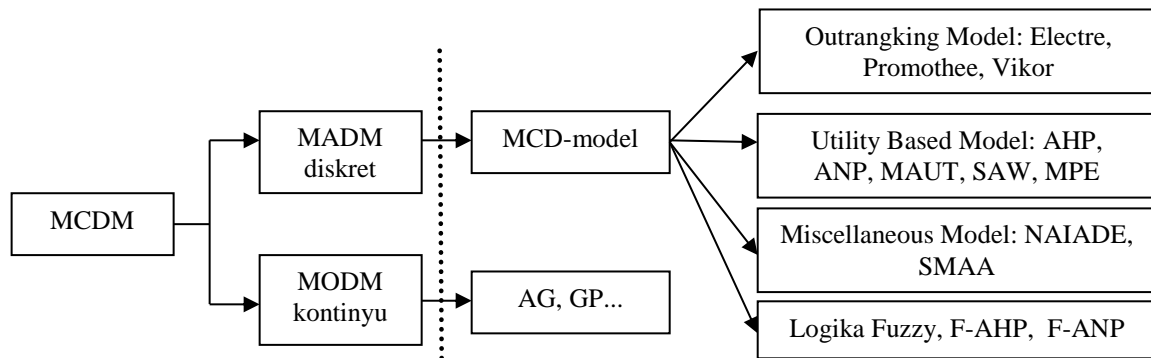 MCDM
MADM
diskret
MODM
kontinyu
MCD-model
AG, GP...
Outrangking Model: Electre,
Promothee, Vikor
Utility Based Model: AHP,
ANP, MAUT, SAW, MPE
Miscellaneous Model: NAIADE,
SMAA
Logika Fuzzy, F-AHP,  F-ANP